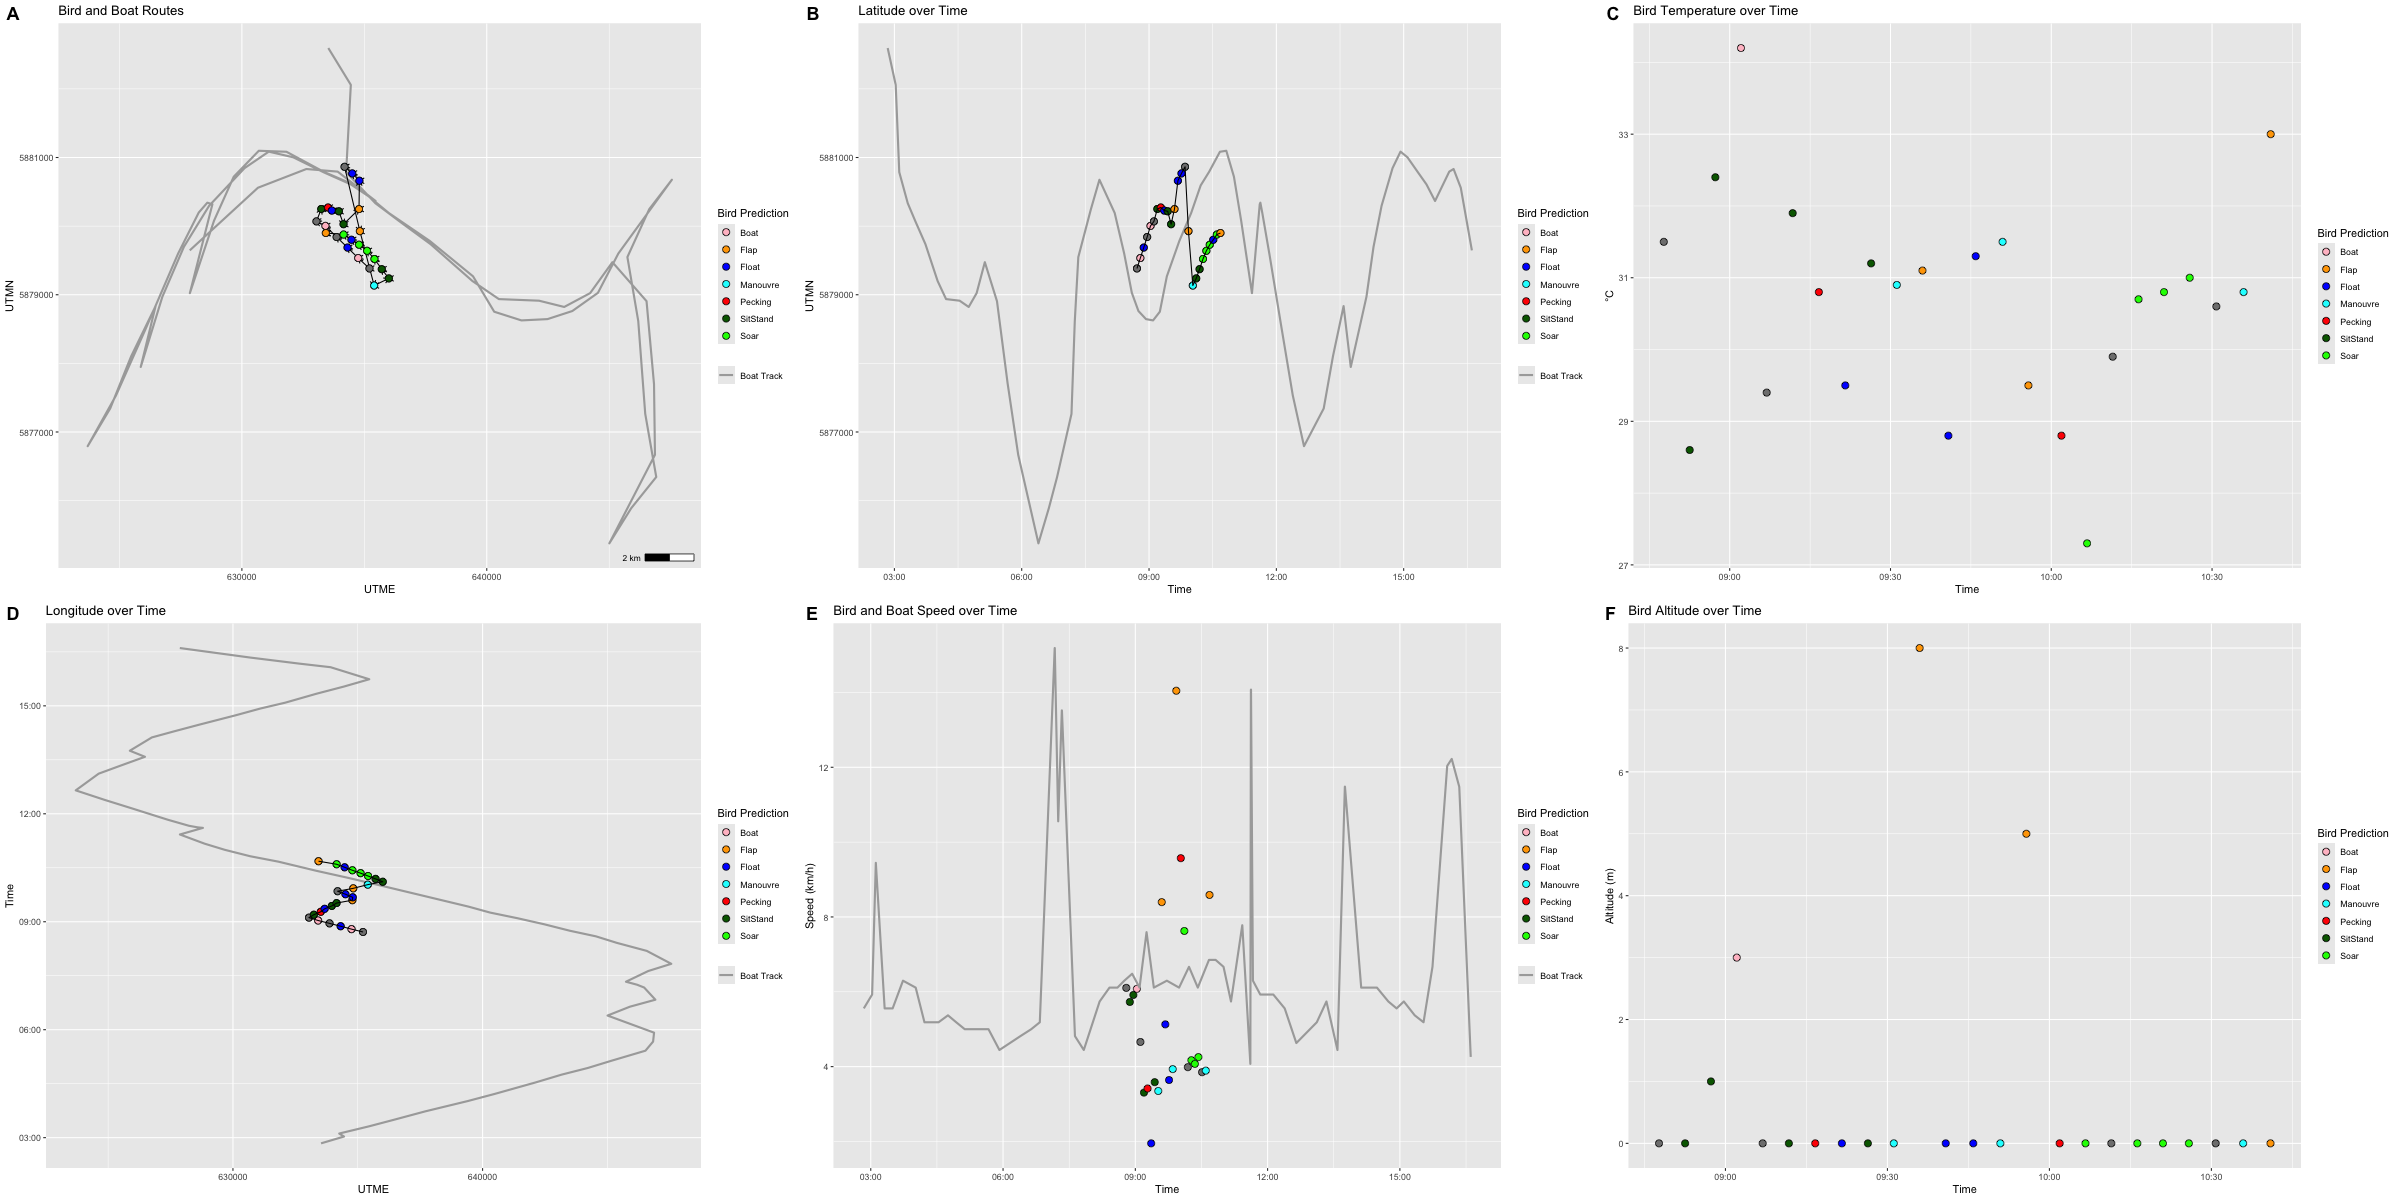 A Bird and Boat Routes
5881000
5879000
5877000
UTMN
630000
640000
UTME
2 km
Bird Prediction
Boat
Flap
Float
Manouvre
Pecking
SitStand
Soar
Boat Track
B Latitude over Time
5881000
5879000
5877000
UTMN
03:00
06:00
09:00
12:00
15:00
Time
Bird Prediction
Boat
Flap
Float
Manouvre
Pecking
SitStand
Soar
Boat Track
C Bird Temperature over Time
33
31
29
27
°C
09:00
09:30
10:00
10:30
Time
Bird Prediction
Boat
Flap
Float
Manouvre
Pecking
SitStand
Soar
D Longitude over Time
15:00
12:00
09:00
06:00
03:00
Time
630000
640000
UTME
Bird Prediction
Boat
Flap
Float
Manouvre
Pecking
SitStand
Soar
Boat Track
E Bird and Boat Speed over Time
12
8
4
Speed (km/h)
03:00
06:00
09:00
12:00
15:00
Time
Bird Prediction
Boat
Flap
Float
Manouvre
Pecking
SitStand
Soar
Boat Track
F Bird Altitude over Time
8
6
4
2
0
Altitude (m)
09:00
09:30
10:00
10:30
Time
Bird Prediction
Boat
Flap
Float
Manouvre
Pecking
SitStand
Soar